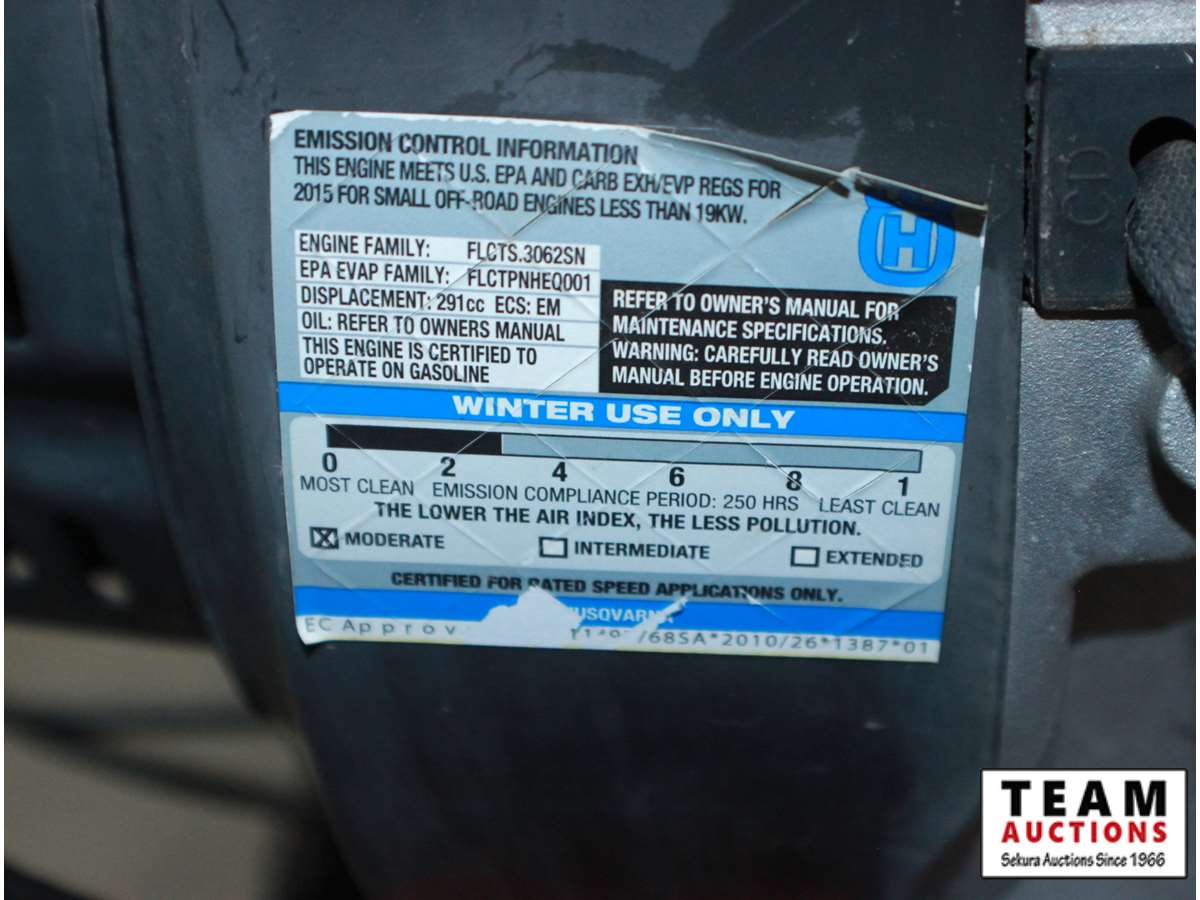 EMISSION CONTROL INFORMATION
THIS ENGINE MEETS U.S. EPA AND CARB EXH/EVP REGS FOR
2015 FOR SMALL OFF-ROAD ENGINES LESS THAN 19KW.
H
ENGINE FAMILY: FLCTS.3062SN
EPA EVAP FAMILY: FLCTPNHEQ001
DISPLACEMENT: 291cc ECS: EM
OIL: REFER TO OWNERS MANUAL
THIS ENGINE IS CERTIFIED TO
OPERATE ON GASOLINE
REFER TO OWNER'S MANUAL FOR
MAINTENANCE SPECIFICATIONS.
WARNING: CAREFULLY READ OWNER'S
MANUAL BEFORE ENGINE OPERATION.
WINTER USE ONLY
0 2 4 6 8 1
MOST CLEAN EMISSION COMPLIANCE PERIOD: 250 HRS LEAST CLEAN
THE LOWER THE AIR INDEX, THE LESS POLLUTION.
MODERATE INTERMEDIATE EXTENDED
CERTIFIED FOR RATED SPEED APPLICATIONS ONLY.
HUSQVARNA
EC Approv /68SA*2010/26*1387*01
TEAM
AUCTIONS
Sekura Auctions Since 1966